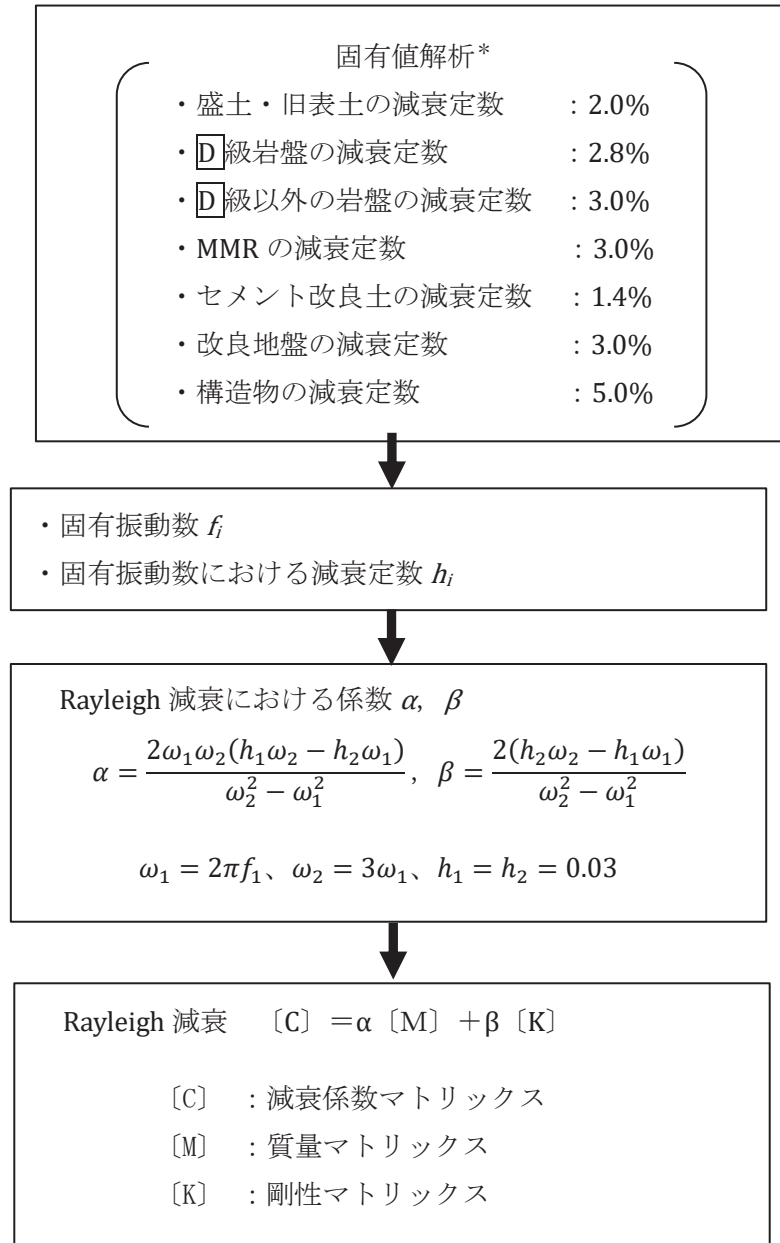 固有値解析*
・盛土・旧表土の減衰定数 : 2.0%
・D級岩盤の減衰定数 : 2.8%
・D級以外の岩盤の減衰定数 : 3.0%
・MMR の減衰定数 : 3.0%
・セメント改良土の減衰定数 : 1.4%
・改良地盤の減衰定数 : 3.0%
・構造物の減衰定数 : 5.0%
・固有振動数 fᵢ
・固有振動数における減衰定数 hᵢ
Rayleigh 減衰における係数 α, β
α = 2ω₁ω₂(h₁ω₂ − h₂ω₁) / (ω₂² − ω₁²), β = 2(h₂ω₂ − h₁ω₁) / (ω₂² − ω₁²)
ω₁ = 2πf₁、ω₂ = 3ω₁、h₁ = h₂ = 0.03
Rayleigh 減衰 〔C〕=α〔M〕+β〔K〕
〔C〕 : 減衰係数マトリックス
〔M〕 : 質量マトリックス
〔K〕 : 剛性マトリックス